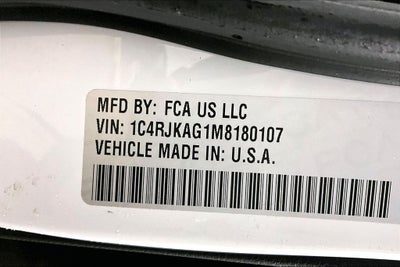 MFD BY: FCA US LLC
VIN: 1C4RJKAG1M8180107
VEHICLE MADE IN: U.S.A.